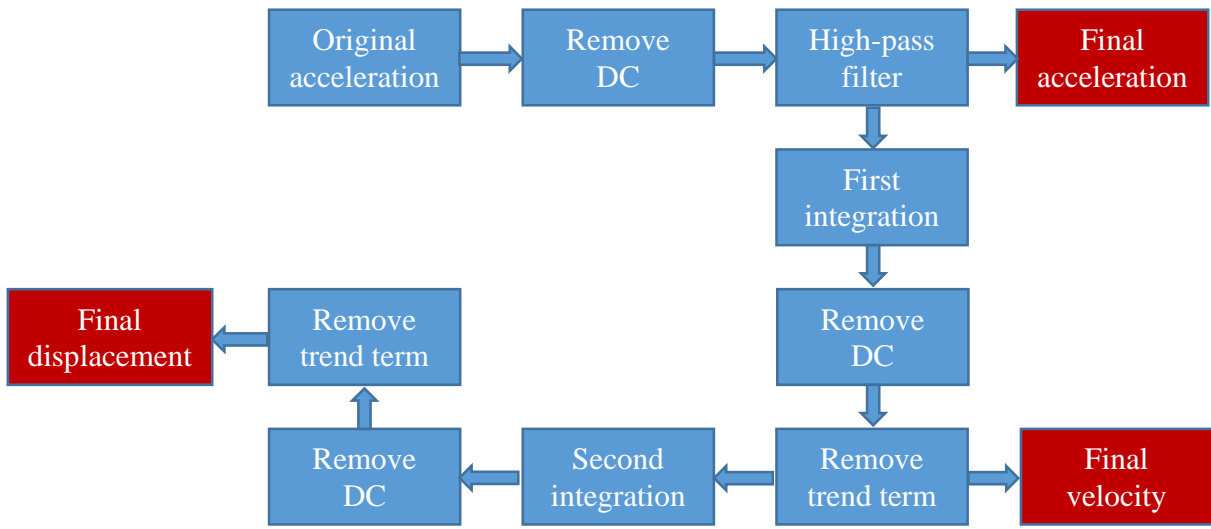 Original
acceleration
Remove
DC
High-pass
filter
Final
acceleration
First
integration
Final
displacement
Remove
trend term
Remove
DC
Remove
DC
Second
integration
Remove
trend term
Final
velocity